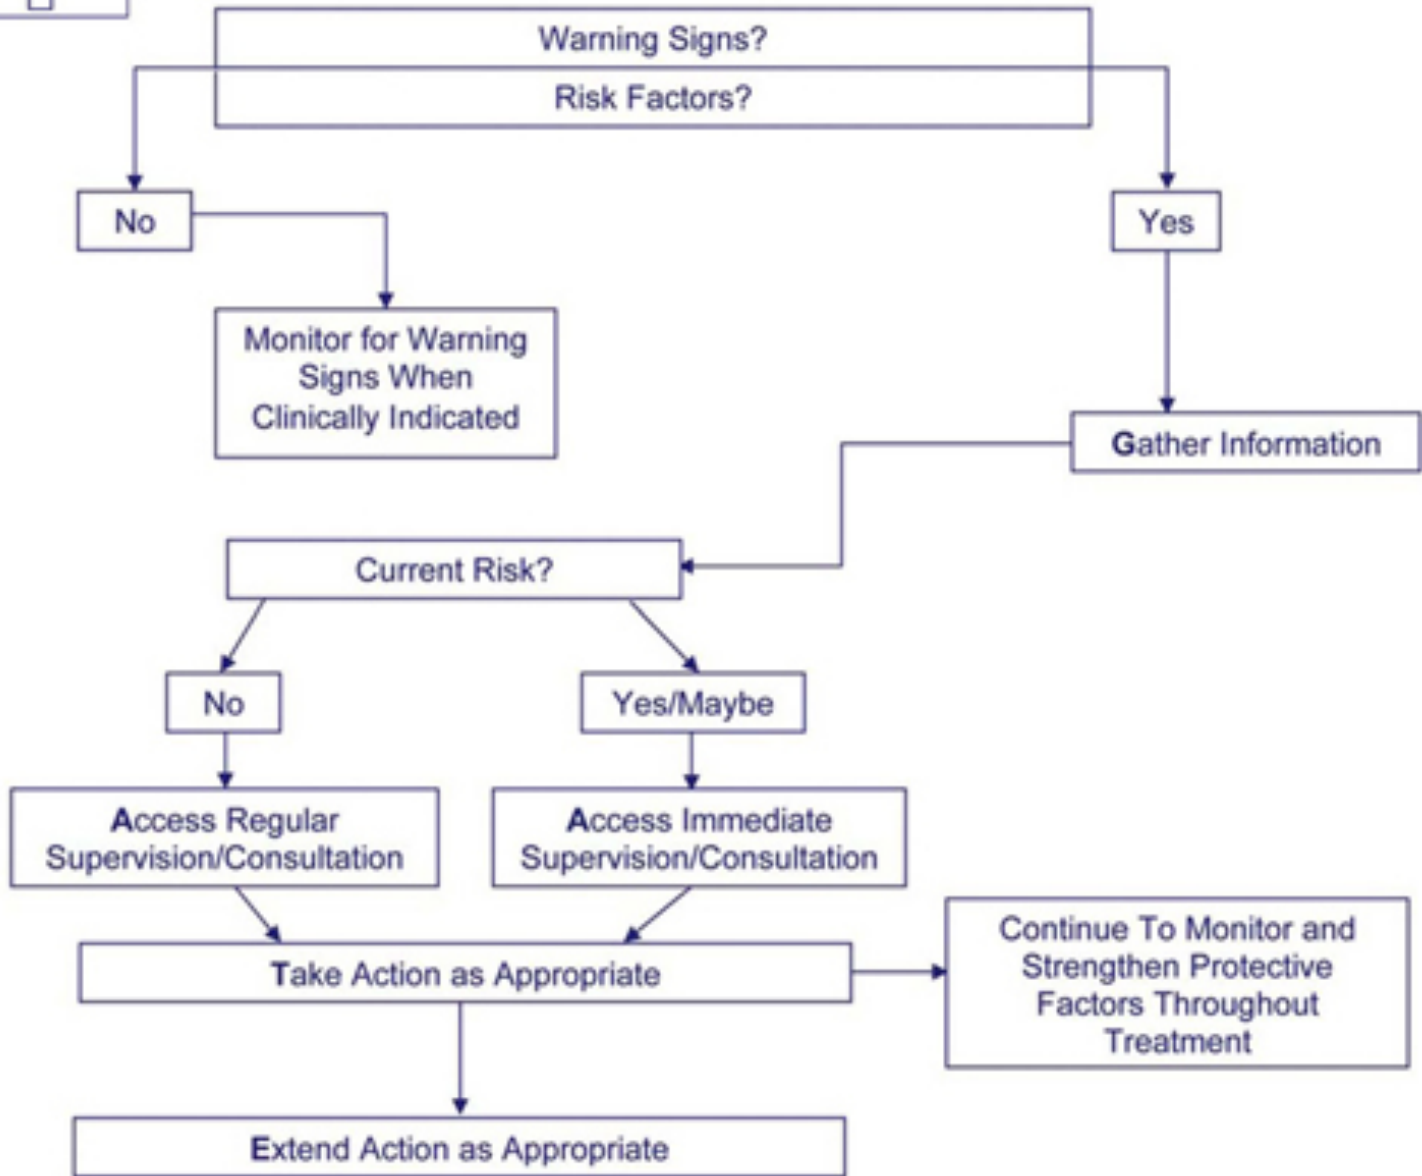 Warning Signs?
Risk Factors?
No
Yes
Monitor for Warning
Signs When
Clinically Indicated
Gather Information
Current Risk?
No
Yes/Maybe
Access Regular
Supervision/Consultation
Access Immediate
Supervision/Consultation
Take Action as Appropriate
Continue To Monitor and
Strengthen Protective
Factors Throughout
Treatment
Extend Action as Appropriate